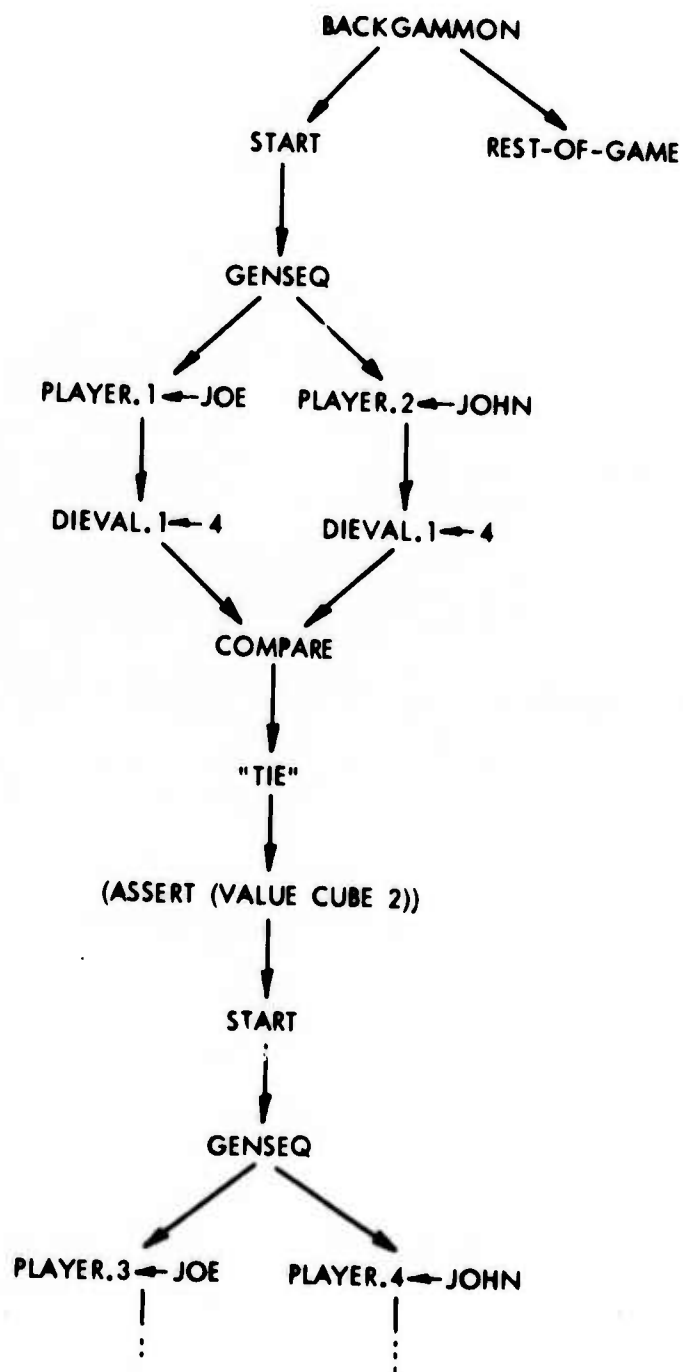 BACKGAMMON
START
REST-OF-GAME
GENSEQ
PLAYER.1←JOE
PLAYER.2←JOHN
DIEVAL.1←4
DIEVAL.1←4
COMPARE
"TIE"
(ASSERT (VALUE CUBE 2))
START
GENSEQ
PLAYER.3←JOE
PLAYER.4←JOHN